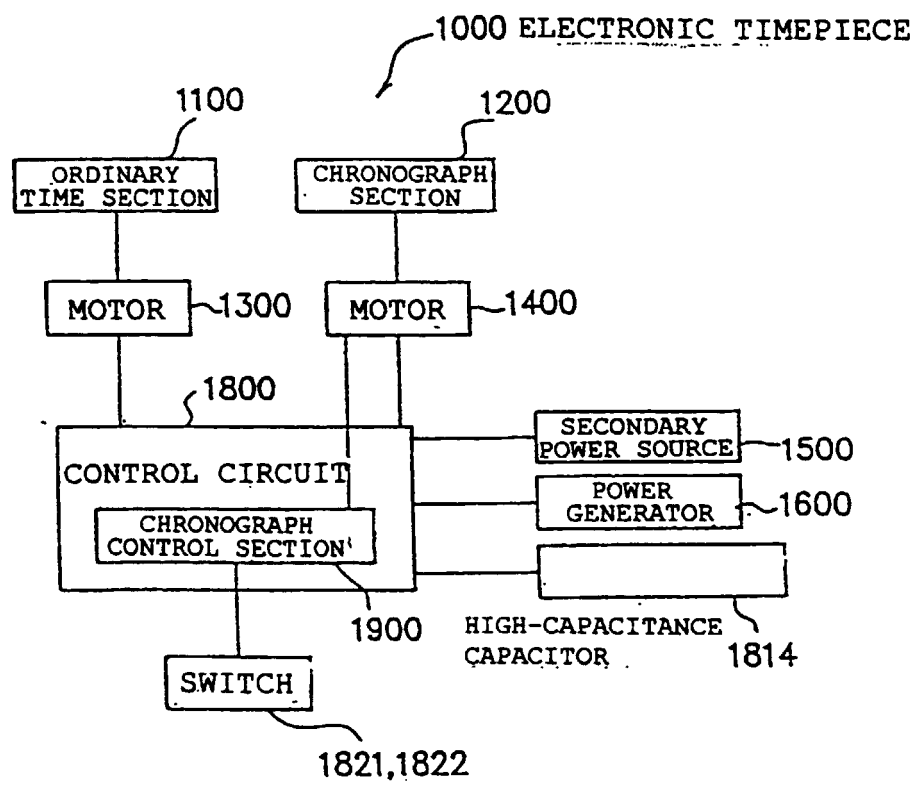 1000 ELECTRONIC TIMEPIECE
1100
1200
ORDINARY
TIME SECTION
CHRONOGRAPH
SECTION
MOTOR
1300
MOTOR
1400
1800
CONTROL CIRCUIT
SECONDARY
POWER SOURCE
1500
POWER
GENERATOR
1600
CHRONOGRAPH
CONTROL SECTION
1900
HIGH-CAPACITANCE
CAPACITOR
1814
SWITCH
1821,1822